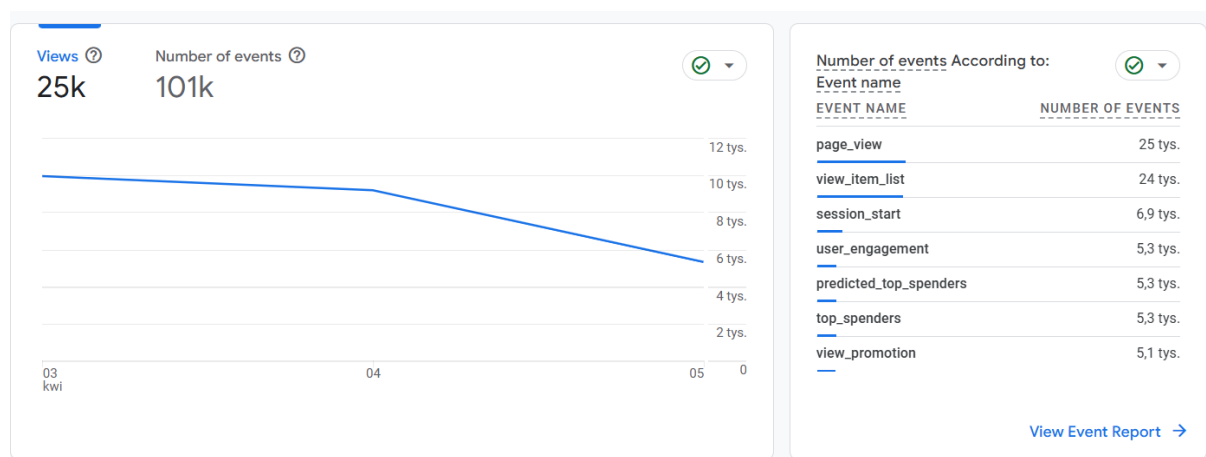 Views
Number of events
25k
101k
12 tys.
10 tys.
8 tys.
6 tys.
4 tys.
2 tys.
0
03
kwi
04
05
Number of events According to:
Event name
EVENT NAME NUMBER OF EVENTS
page_view 25 tys.
view_item_list 24 tys.
session_start 6,9 tys.
user_engagement 5,3 tys.
predicted_top_spenders 5,3 tys.
top_spenders 5,3 tys.
view_promotion 5,1 tys.
View Event Report